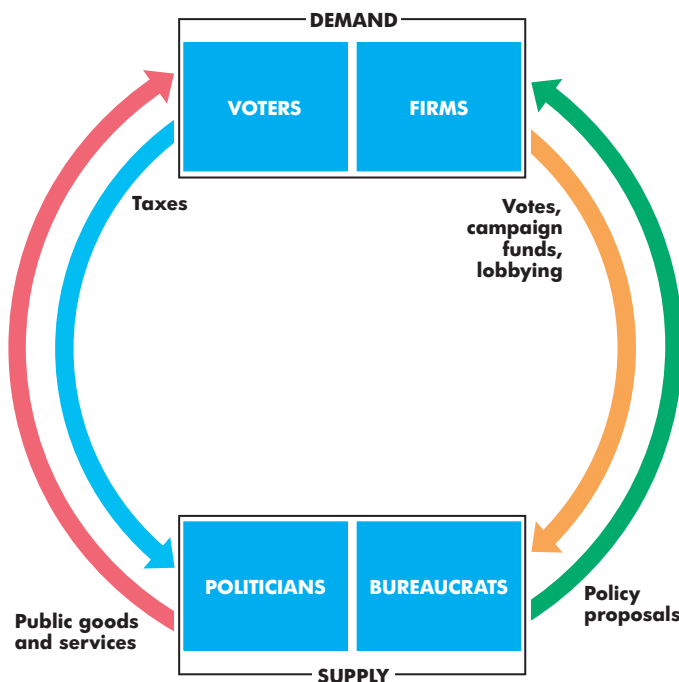 DEMAND
VOTERS
FIRMS
Taxes
Votes,
campaign
funds,
lobbying
POLITICIANS
BUREAUCRATS
Public goods
and services
Policy
proposals
SUPPLY